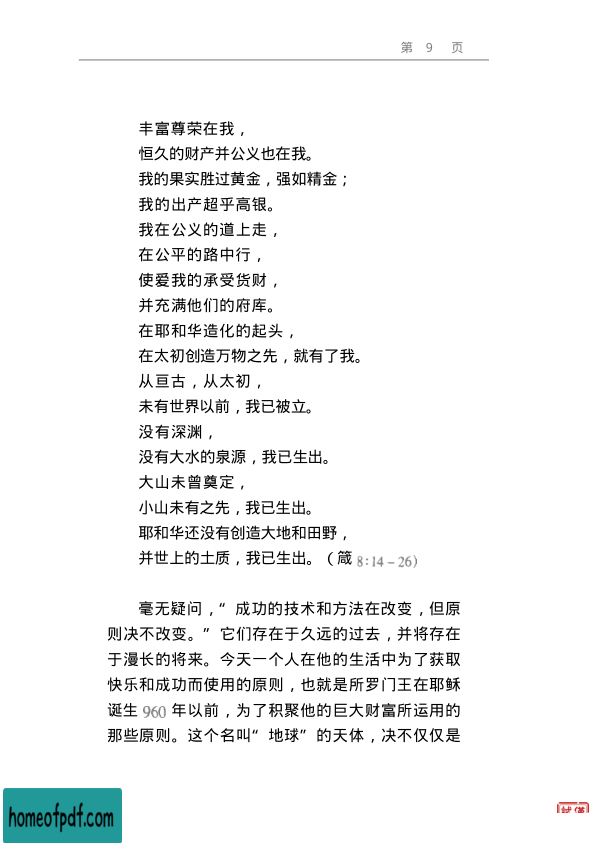 第 9 页
丰富尊荣在我，
恒久的财产并公义也在我。
我的果实胜过黄金，强如精金；
我的出产超乎高银。
我在公义的道上走，
在公平的路中行，
使爱我的承受货财，
并充满他们的府库。
在耶和华造化的起头，
在太初创造万物之先，就有了我。
从亘古，从太初，
未有世界以前，我已被立。
没有深渊，
没有大水的泉源，我已生出。
大山未曾奠定，
小山未有之先，我已生出。
耶和华还没有创造大地和田野，
并世上的土质，我已生出。（箴 8:14－26）
毫无疑问，“成功的技术和方法在改变，但原
则决不改变。”它们存在于久远的过去，并将存在
于漫长的将来。今天一个人在他的生活中为了获取
快乐和成功而使用的原则，也就是所罗门王在耶稣
诞生 960 年以前，为了积聚他的巨大财富所运用的
那些原则。这个名叫“地球”的天体，决不仅仅是
homeofpdf.com